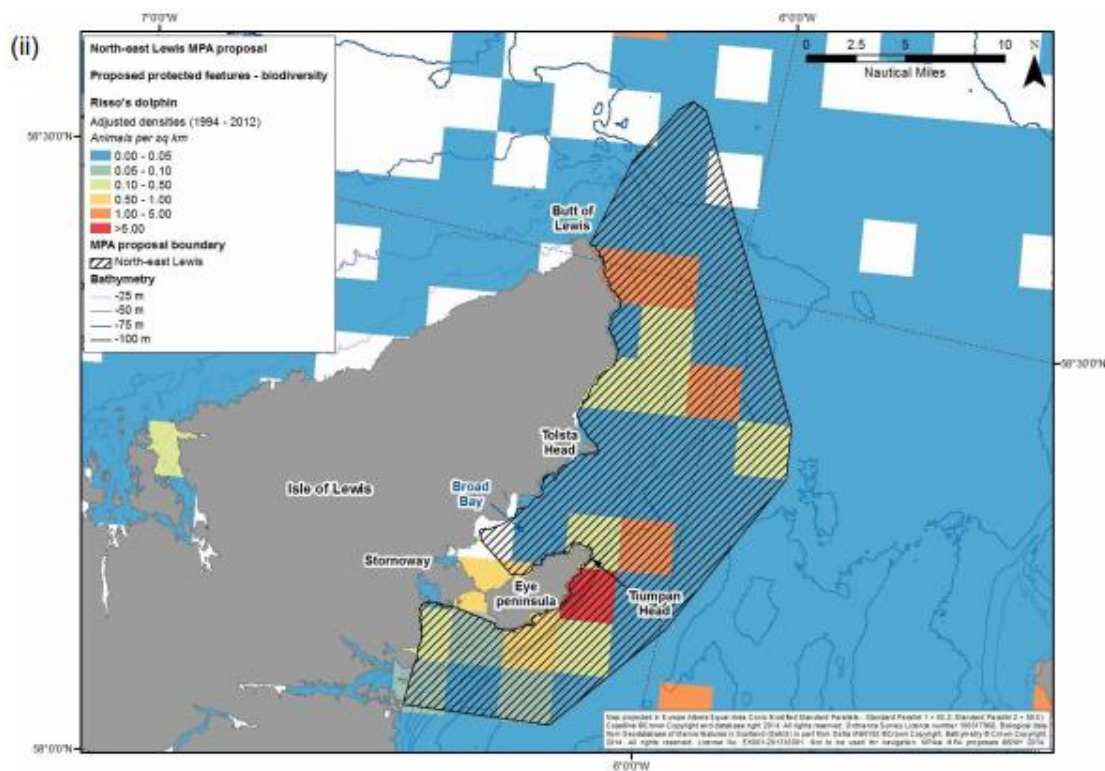 (ii)
7°0'0"W
6°0'0"W
North-east Lewis MPA proposal
Proposed protected features - biodiversity
Risso's dolphin
Adjusted densities (1994 - 2012)
Animals per sq km
0.00 - 0.05
0.05 - 0.10
0.10 - 0.50
0.50 - 1.00
1.00 - 5.00
>5.00
MPA proposal boundary
North-east Lewis
Bathymetry
-25 m
-50 m
-75 m
-100 m
0 2.5 5 10
Nautical Miles
N
58°30'0"N
58°30'0"N
Butt of
Lewis
Tolsta
Head
Broad
Bay
Isle of Lewis
Stornoway
Eye
peninsula
Tiumpan
Head
58°0'0"N
6°0'0"W